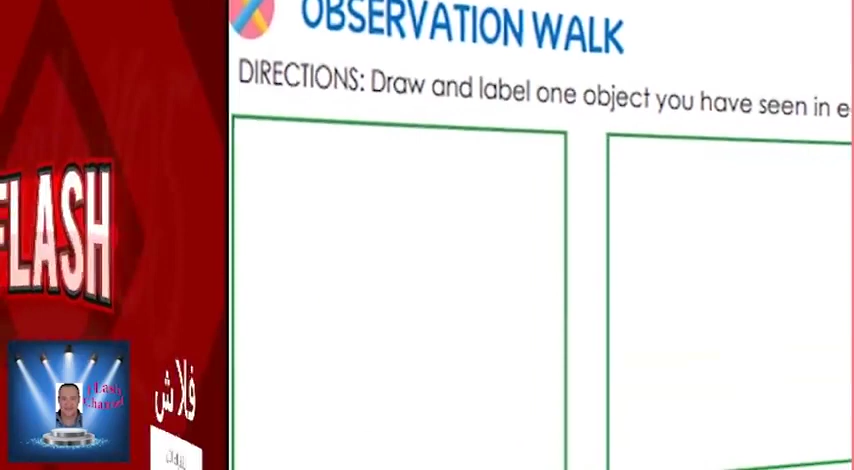 OBSERVATION WALK
DIRECTIONS: Draw and label one object you have seen in e
FLASH
فلاش